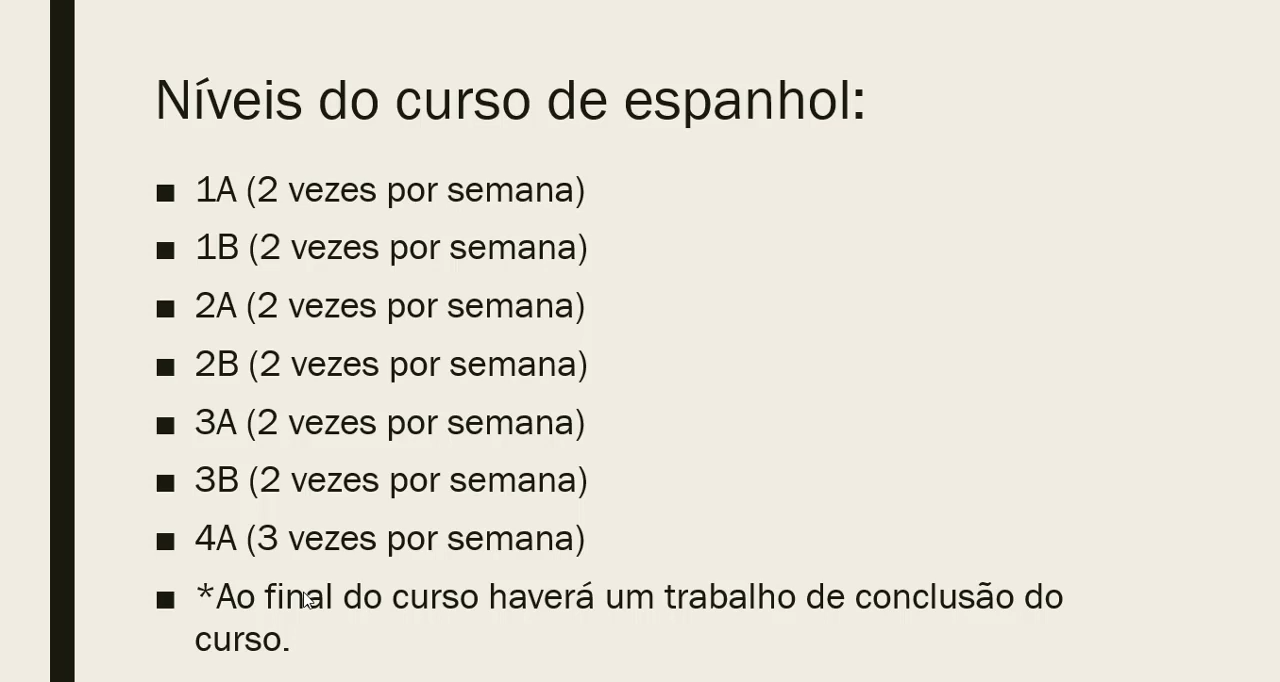 Níveis do curso de espanhol:
■ 1A (2 vezes por semana)
■ 1B (2 vezes por semana)
■ 2A (2 vezes por semana)
■ 2B (2 vezes por semana)
■ 3A (2 vezes por semana)
■ 3B (2 vezes por semana)
■ 4A (3 vezes por semana)
■ *Ao final do curso haverá um trabalho de conclusão do
curso.